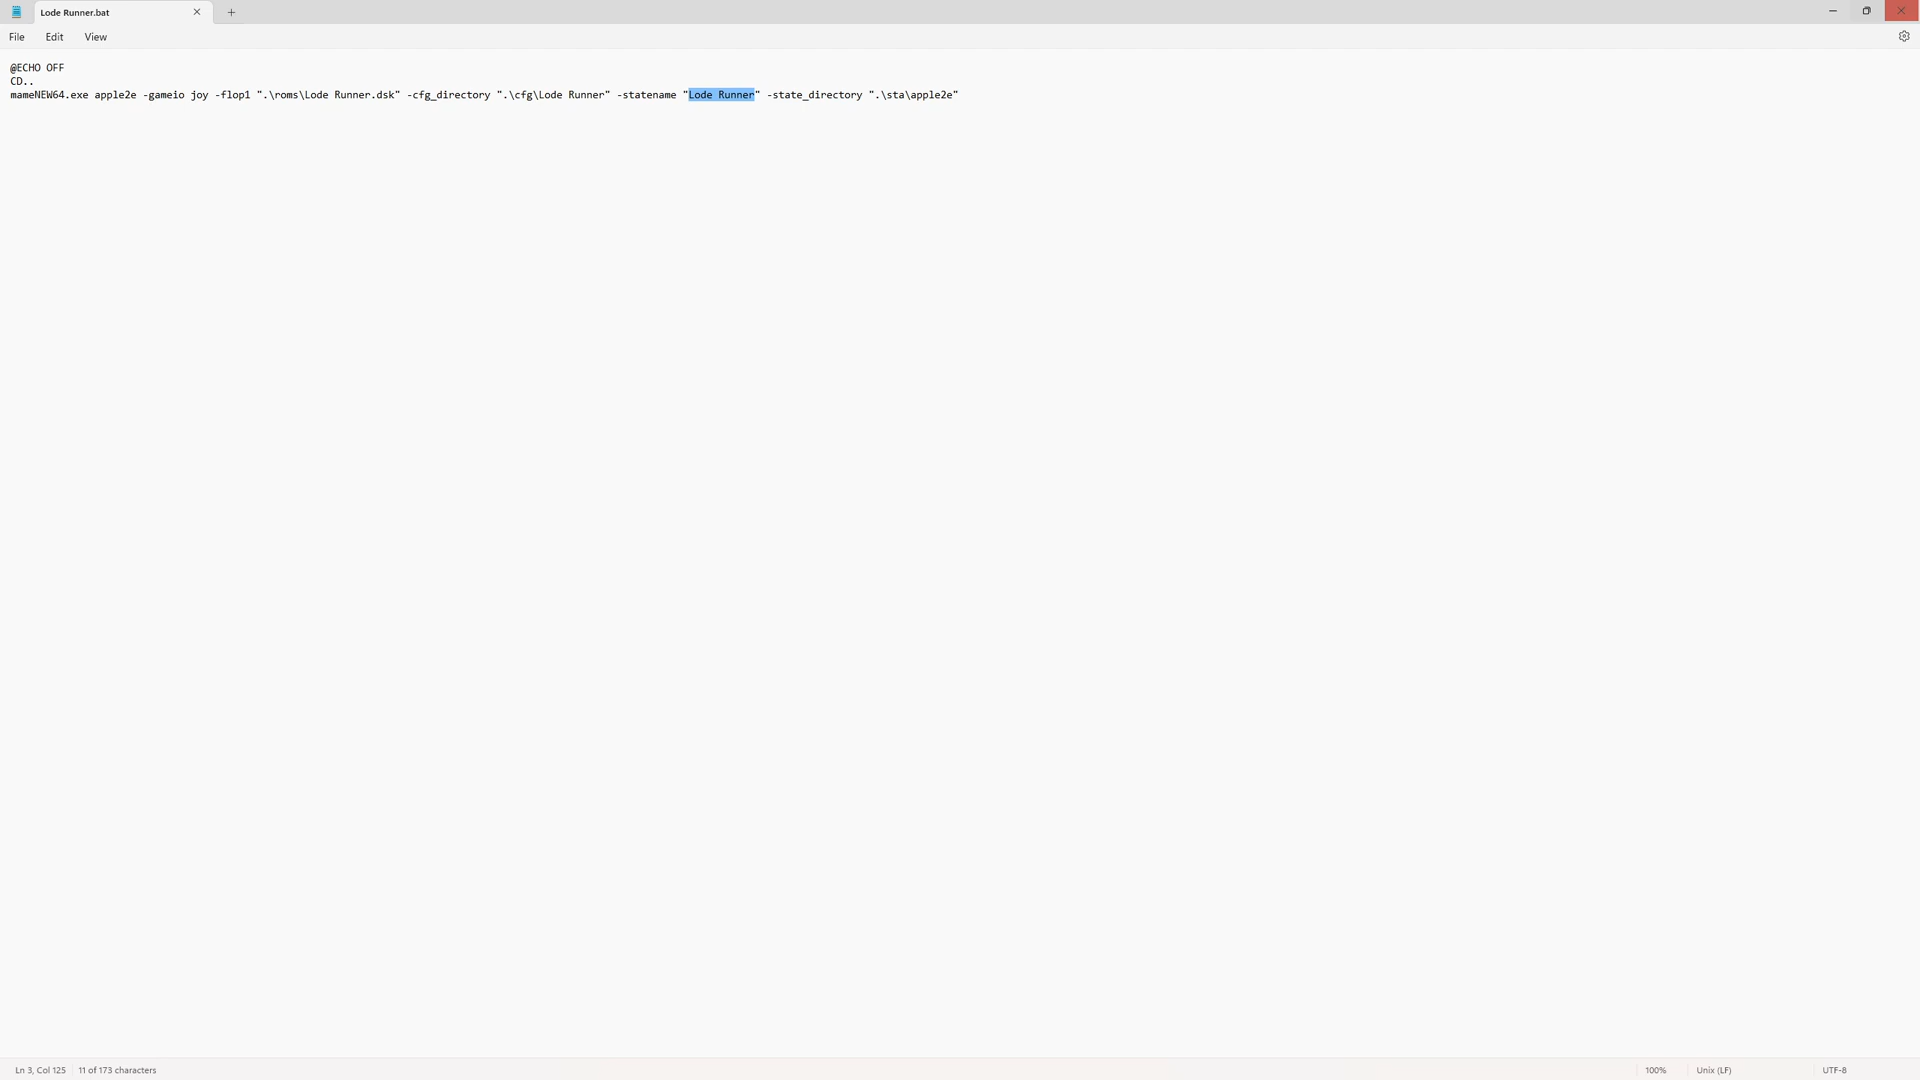 Lode Runner.bat
File Edit View
@ECHO OFF
CD..
mameNEW64.exe apple2e -gameio joy -flop1 ".\roms\Lode Runner.dsk" -cfg_directory ".\cfg\Lode Runner" -statename "Lode Runner" -state_directory ".\sta\apple2e"
Ln 3, Col 125 11 of 173 characters 100% Unix (LF) UTF-8